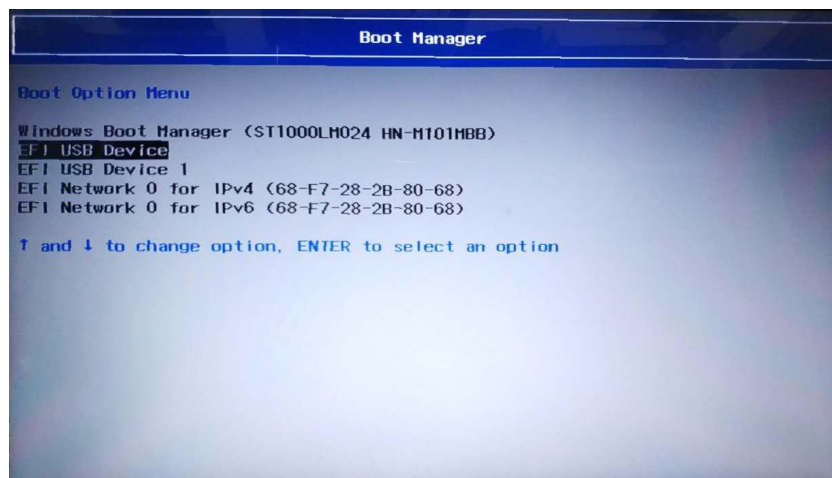 Boot Manager
Boot Option Menu
Windows Boot Manager (ST1000LM024 HN-M101MBB)
EFI USB Device
EFI USB Device 1
EFI Network 0 for IPv4 (68-F7-28-2B-80-68)
EFI Network 0 for IPv6 (68-F7-28-2B-80-68)
↑ and ↓ to change option, ENTER to select an option